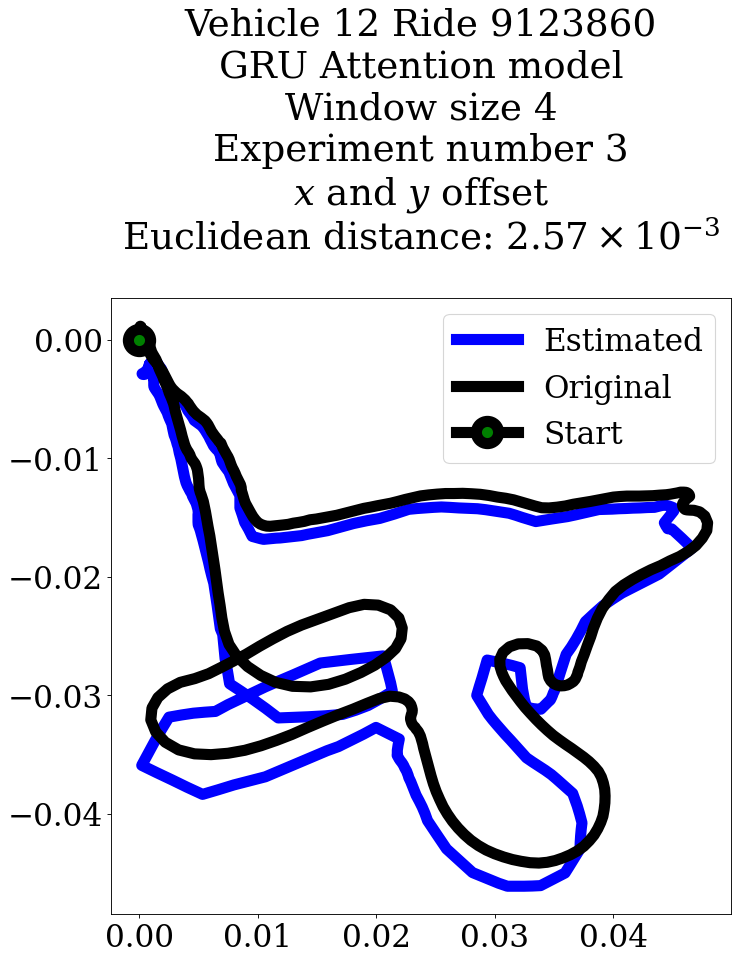 Vehicle 12 Ride 9123860
GRU Attention model
Window size 4
Experiment number 3
x and y offset
Euclidean distance: 2.57 × 10⁻³
Estimated
Original
Start
0.00
−0.01
−0.02
−0.03
−0.04
0.00 0.01 0.02 0.03 0.04